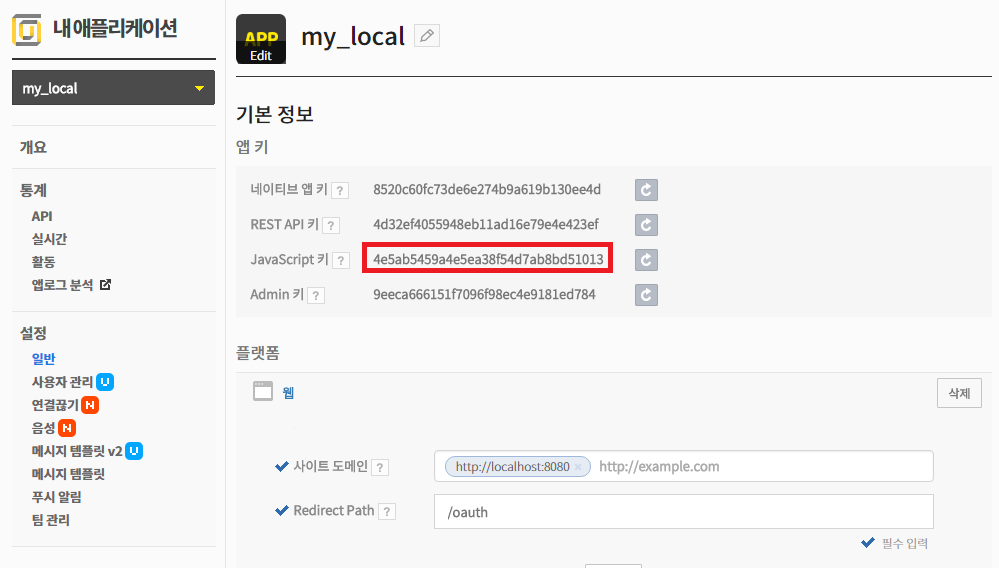 내 애플리케이션
my_local
개요
통계
API
실시간
활동
앱로그 분석
설정
일반
사용자 관리 U
연결끊기 N
음성 N
메시지 템플릿 v2 U
메시지 템플릿
푸시 알림
팀 관리
APP
Edit
my_local
기본 정보
앱 키
네이티브 앱 키 ? 8520c60fc73de6e274b9a619b130ee4d
REST API 키 ? 4d32ef4055948eb11ad16e79e4e423ef
JavaScript 키 ? 4e5ab5459a4e5ea38f54d7ab8bd51013
Admin 키 ? 9eeca666151f7096f98ec4e9181ed784
플랫폼
웹 삭제
사이트 도메인 ? http://localhost:8080 × http://example.com
Redirect Path ? /oauth
필수 입력